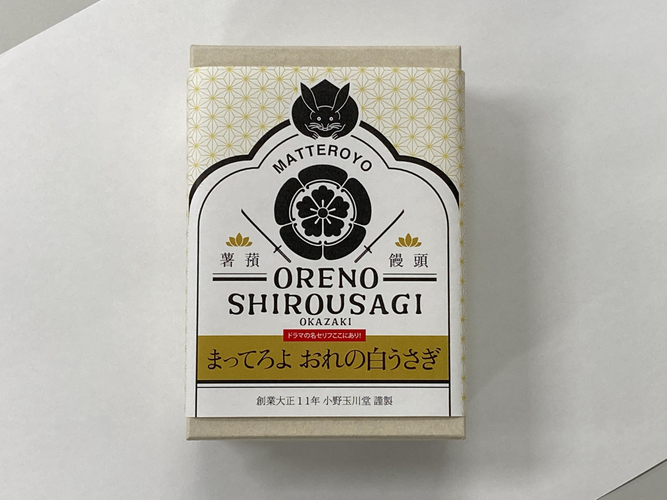 MATTEROYO
薯蕷 饅頭
ORENO
SHIROUSAGI
OKAZAKI
ドラマの名セリフここにあり!
まってろよ おれの白うさぎ
創業大正11年 小野玉川堂 謹製